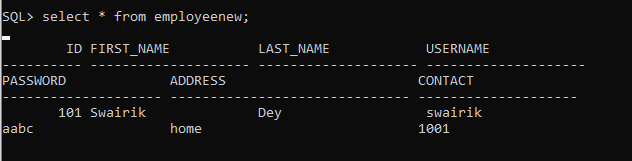 SQL> select * from employeenew;
ID FIRST_NAME LAST_NAME USERNAME
---------- -------------------- -------------------- --------------------
PASSWORD ADDRESS CONTACT
-------------------- ------------------------------ --------------------
101 Swairik Dey swairik
aabc home 1001